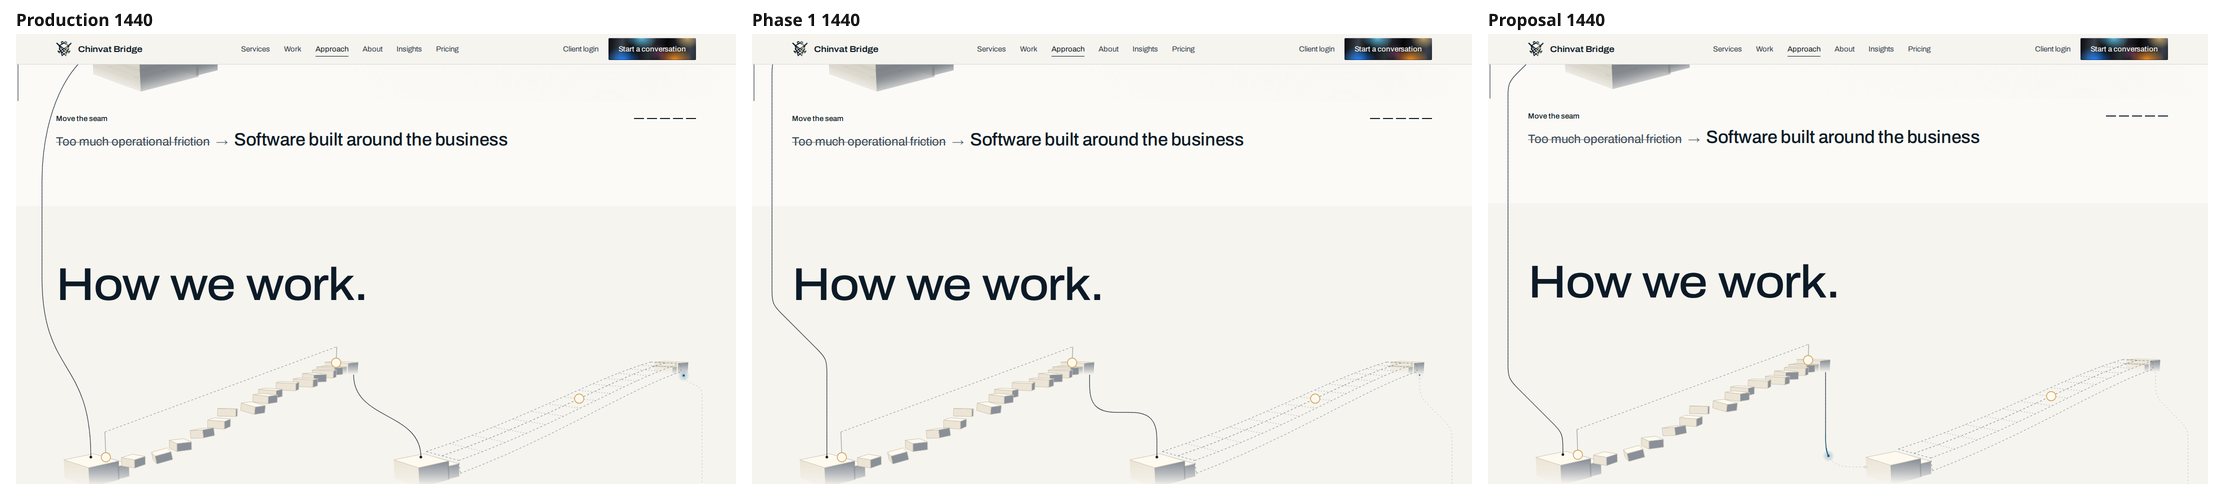 Production 1440
Chinvat Bridge Services Work Approach About Insights Pricing Client login Start a conversation
Move the seam
Too much operational friction → Software built around the business
How we work.
Phase 1 1440
Chinvat Bridge Services Work Approach About Insights Pricing Client login Start a conversation
Move the seam
Too much operational friction → Software built around the business
How we work.
Proposal 1440
Chinvat Bridge Services Work Approach About Insights Pricing Client login Start a conversation
Move the seam
Too much operational friction → Software built around the business
How we work.